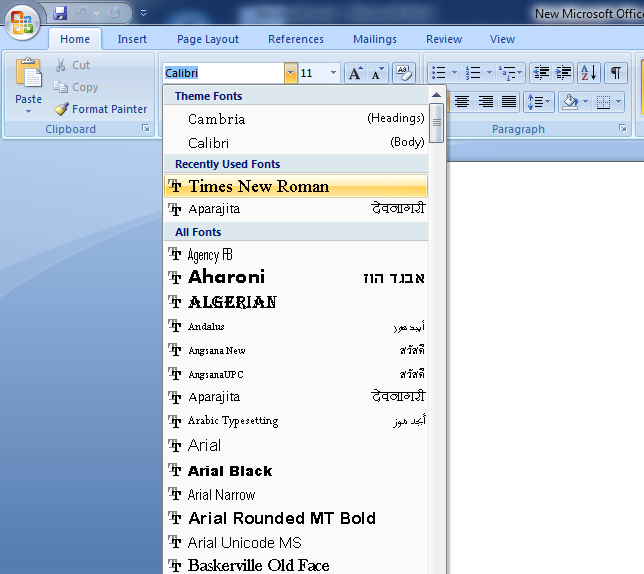 New Microsoft Offic
Home Insert Page Layout References Mailings Review View
Paste
Cut
Copy
Format Painter
Clipboard
Calibri 11
Paragraph
Theme Fonts
Cambria (Headings)
Calibri (Body)
Recently Used Fonts
Times New Roman
Aparajita देवनागरी
All Fonts
Agency FB
Aharoni אבגד הוז
ALGERIAN
Andalus أبجد هوز
Angsana New สวัสดี
AngsanaUPC สวัสดี
Aparajita देवनागरी
Arabic Typesetting أبجد هوز
Arial
Arial Black
Arial Narrow
Arial Rounded MT Bold
Arial Unicode MS
Baskerville Old Face